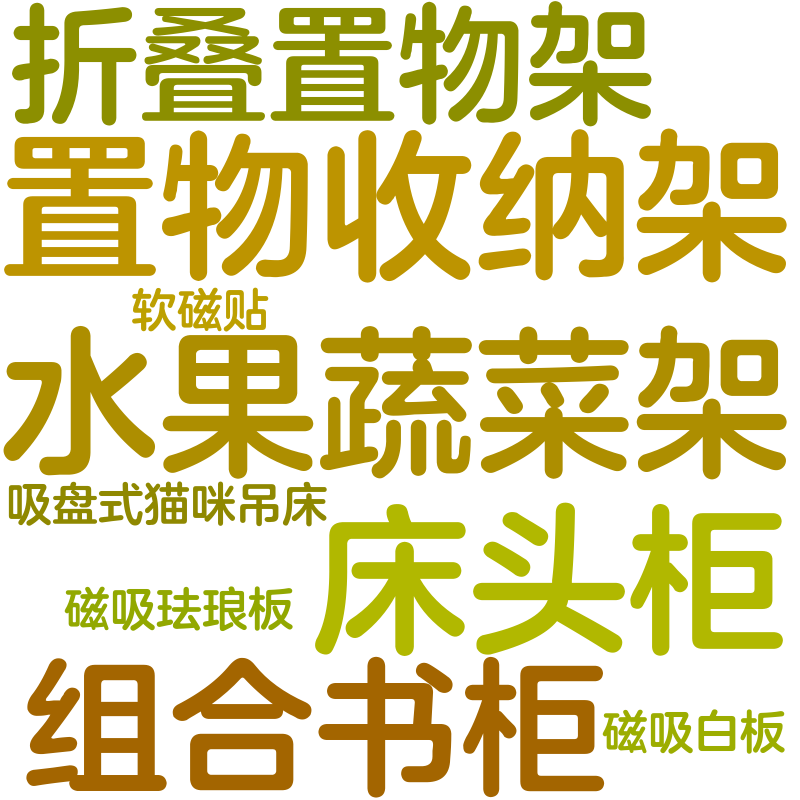 折叠置物架
置物收纳架
软磁贴
水果蔬菜架
吸盘式猫咪吊床
床头柜
磁吸珐琅板
组合书柜
磁吸白板